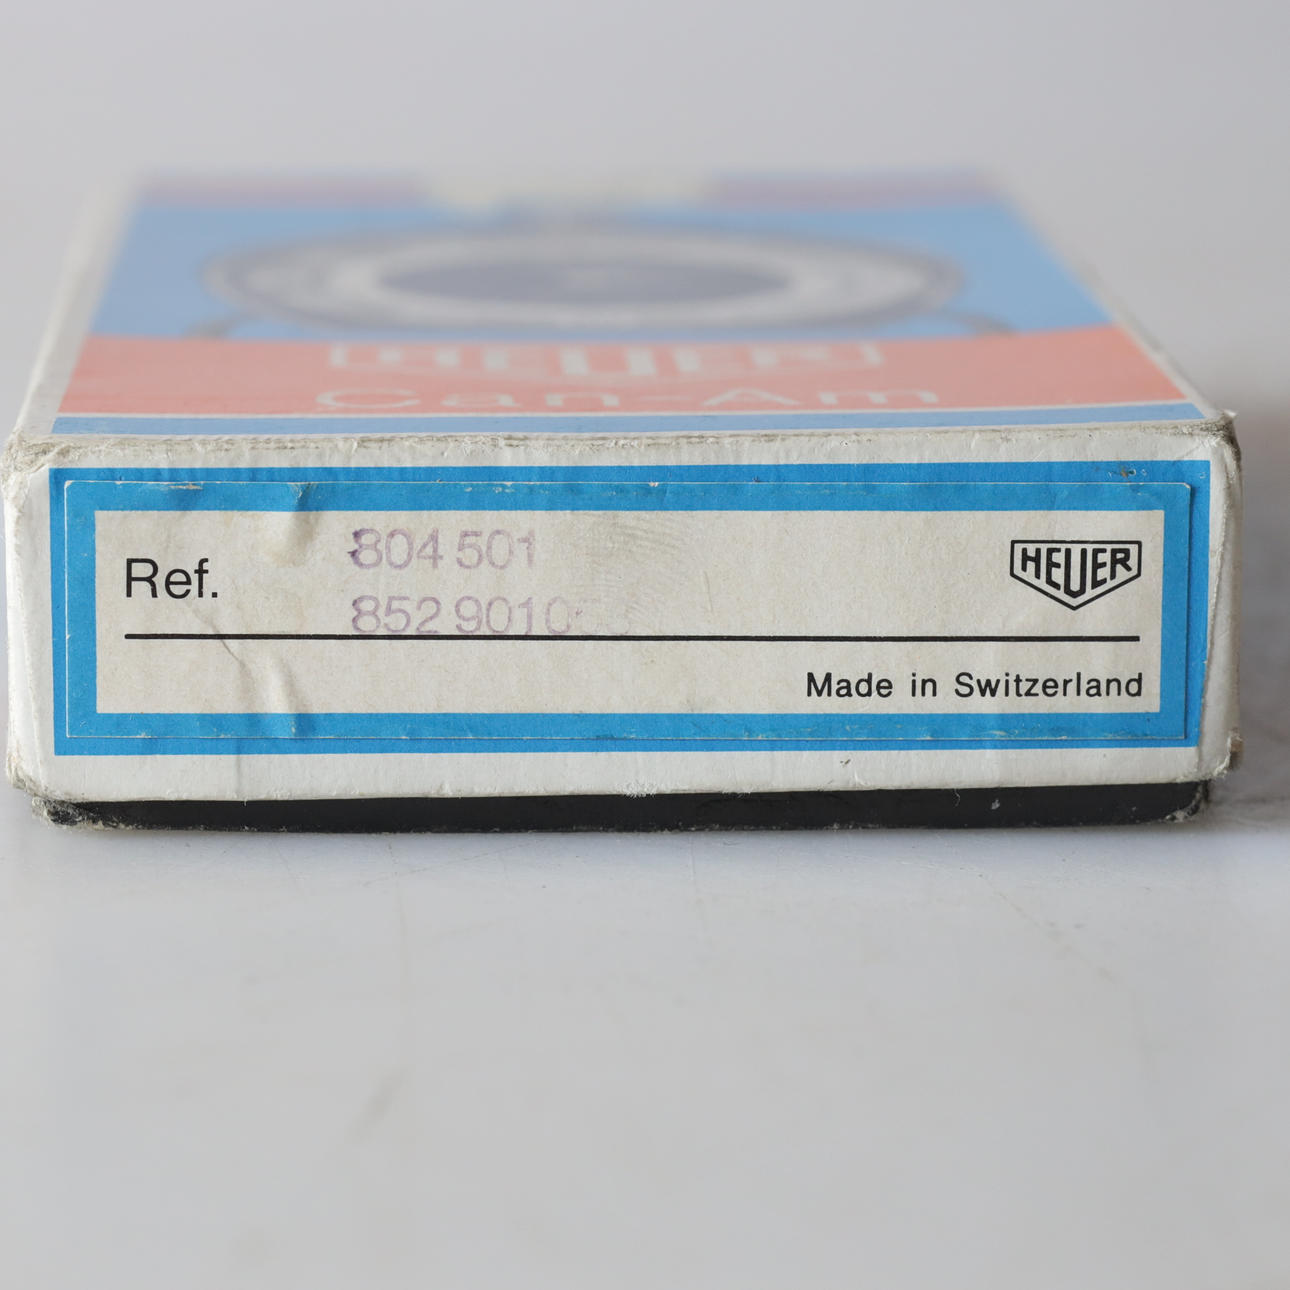 HEUER
Can-Am
Ref.
804 501
852 9010
HEUER
Made in Switzerland